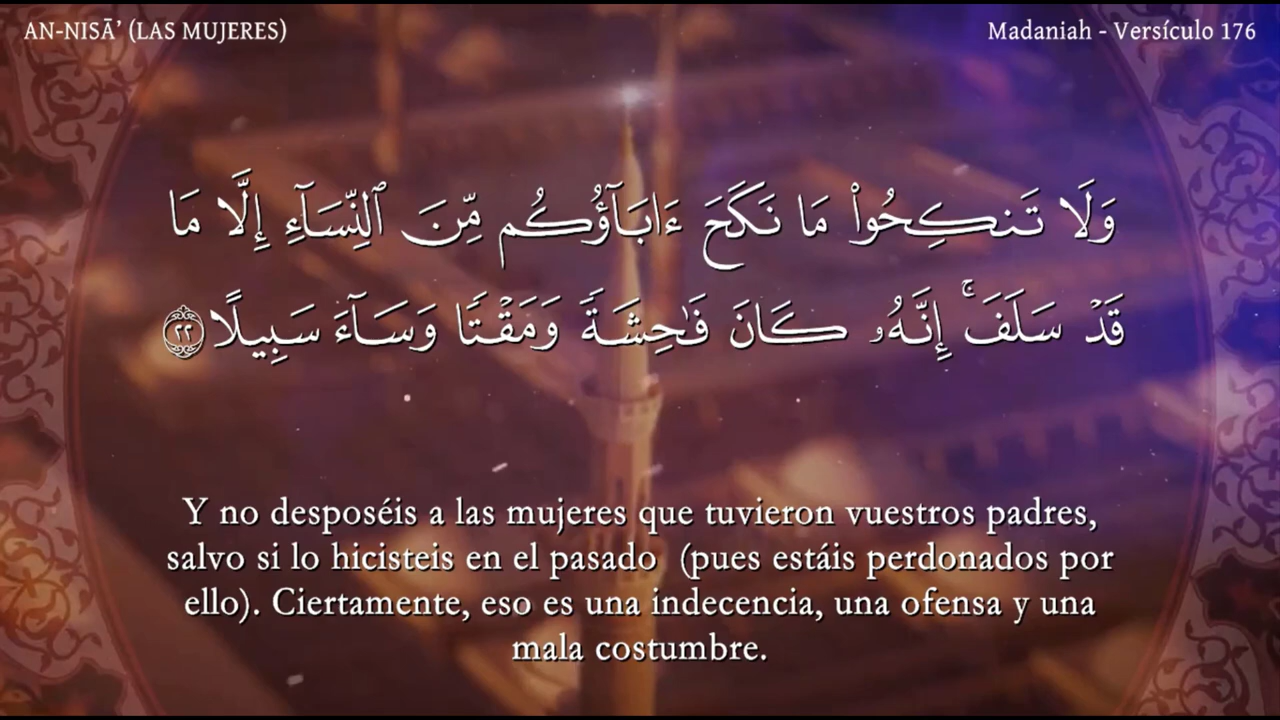 AN-NISĀ’ (LAS MUJERES)
Madaniah - Versículo 176
وَلَا تَنكِحُوا۟ مَا نَكَحَ ءَابَآؤُكُم مِّنَ ٱلنِّسَآءِ إِلَّا مَا
قَدْ سَلَفَ ۚ إِنَّهُۥ كَانَ فَـٰحِشَةً وَمَقْتًا وَسَآءَ سَبِيلًا ٢٢
Y no desposéis a las mujeres que tuvieron vuestros padres,
salvo si lo hicisteis en el pasado (pues estáis perdonados por
ello). Ciertamente, eso es una indecencia, una ofensa y una
mala costumbre.